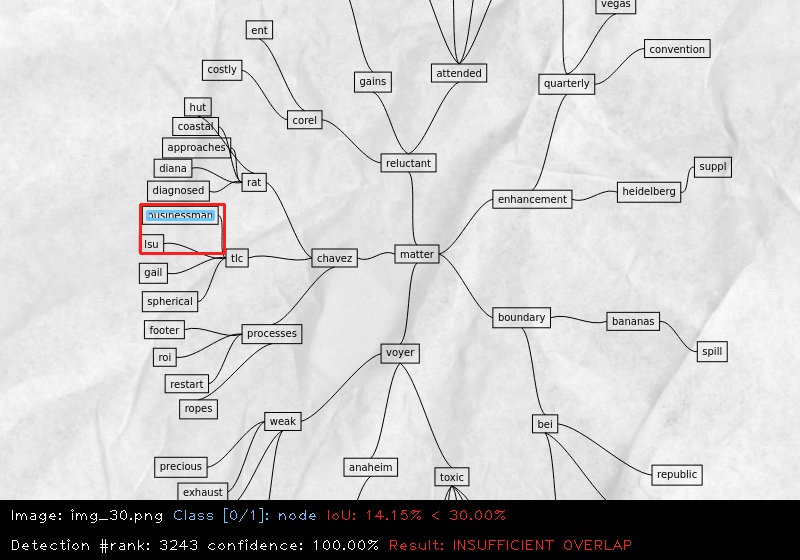 vegas
ent
convention
costly
gains
attended
quarterly
hut
corel
coastal
approaches
reluctant
suppl
diana
rat
diagnosed
heidelberg
enhancement
businessman
lsu
matter
tlc
chavez
gail
spherical
boundary
bananas
footer
processes
voyer
spill
roi
restart
ropes
weak
bei
precious
anaheim
republic
toxic
exhaust
Image: img_30.png Class [0/1]: node IoU: 14.15% < 30.00%
Detection #rank: 3243 confidence: 100.00% Result: INSUFFICIENT OVERLAP